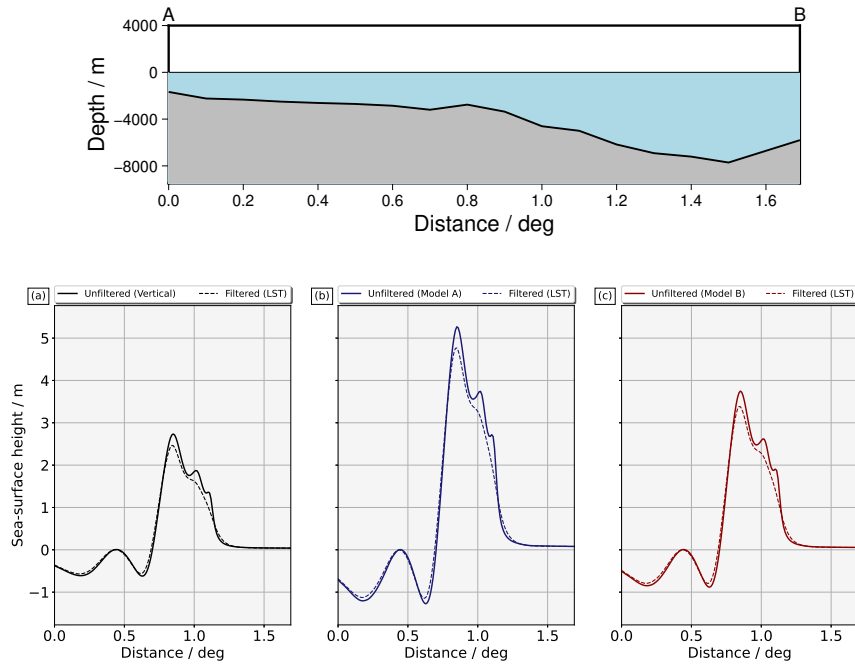 A B
4000
0
−4000
−8000
Depth / m
0.0 0.2 0.4 0.6 0.8 1.0 1.2 1.4 1.6
Distance / deg
(a) Unfiltered (Vertical) Filtered (LST)
(b) Unfiltered (Model A) Filtered (LST)
(c) Unfiltered (Model B) Filtered (LST)
5
4
3
2
1
0
−1
Sea-surface height / m
0.0 0.5 1.0 1.5 0.0 0.5 1.0 1.5 0.0 0.5 1.0 1.5
Distance / deg Distance / deg Distance / deg